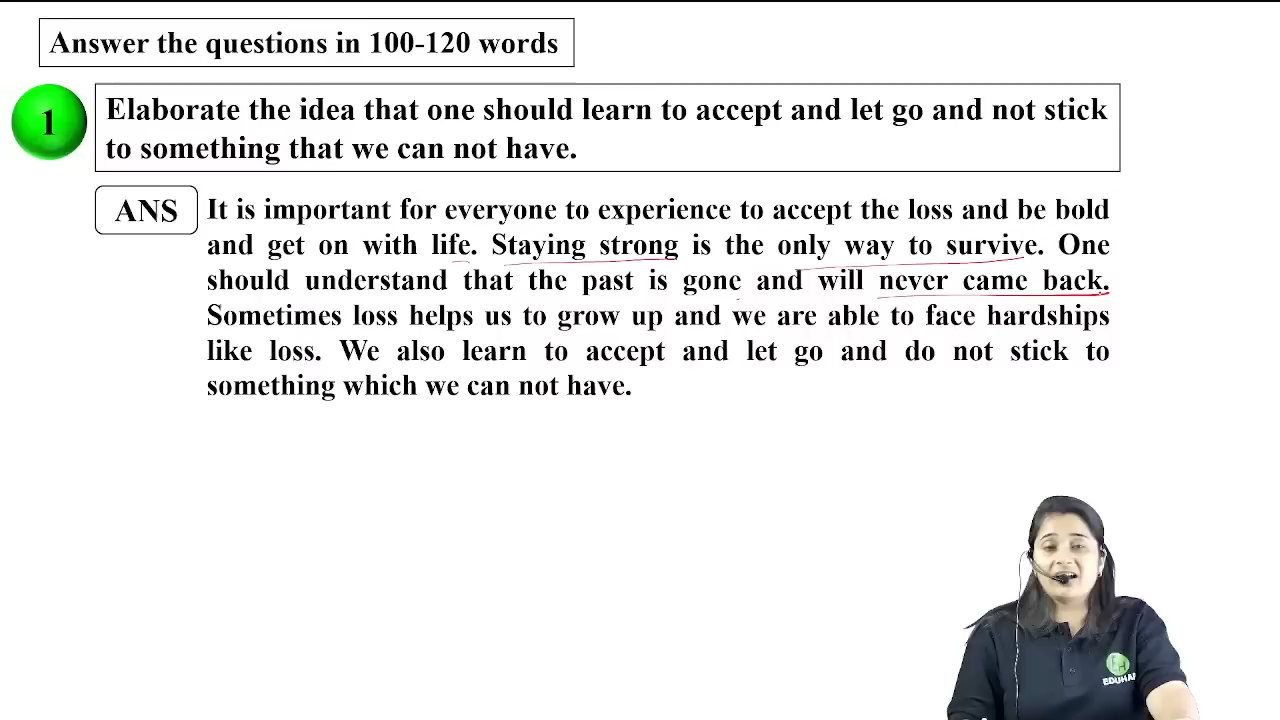 Answer the questions in 100-120 words
1
Elaborate the idea that one should learn to accept and let go and not stick
to something that we can not have.
ANS
It is important for everyone to experience to accept the loss and be bold
and get on with life. Staying strong is the only way to survive. One
should understand that the past is gone and will never came back.
Sometimes loss helps us to grow up and we are able to face hardships
like loss. We also learn to accept and let go and do not stick to
something which we can not have.